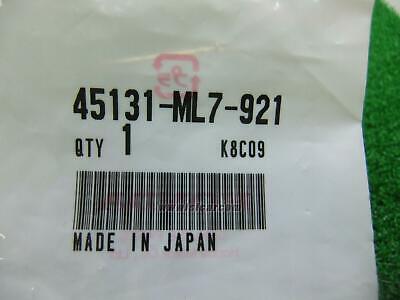 45131-ML7-921
QTY 1 K8C09
MADE IN JAPAN